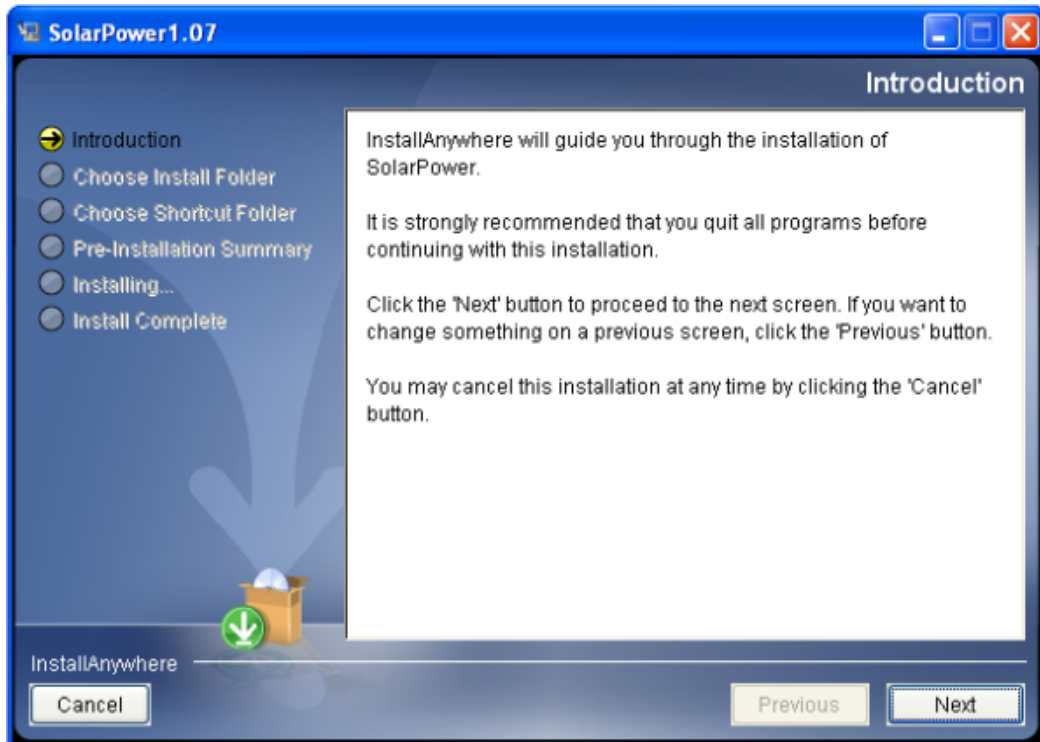 SolarPower1.07
Introduction
Introduction
Choose Install Folder
Choose Shortcut Folder
Pre-Installation Summary
Installing...
Install Complete
InstallAnywhere will guide you through the installation of
SolarPower.
It is strongly recommended that you quit all programs before
continuing with this installation.
Click the 'Next' button to proceed to the next screen. If you want to
change something on a previous screen, click the 'Previous' button.
You may cancel this installation at any time by clicking the 'Cancel'
button.
InstallAnywhere
Cancel
Previous
Next